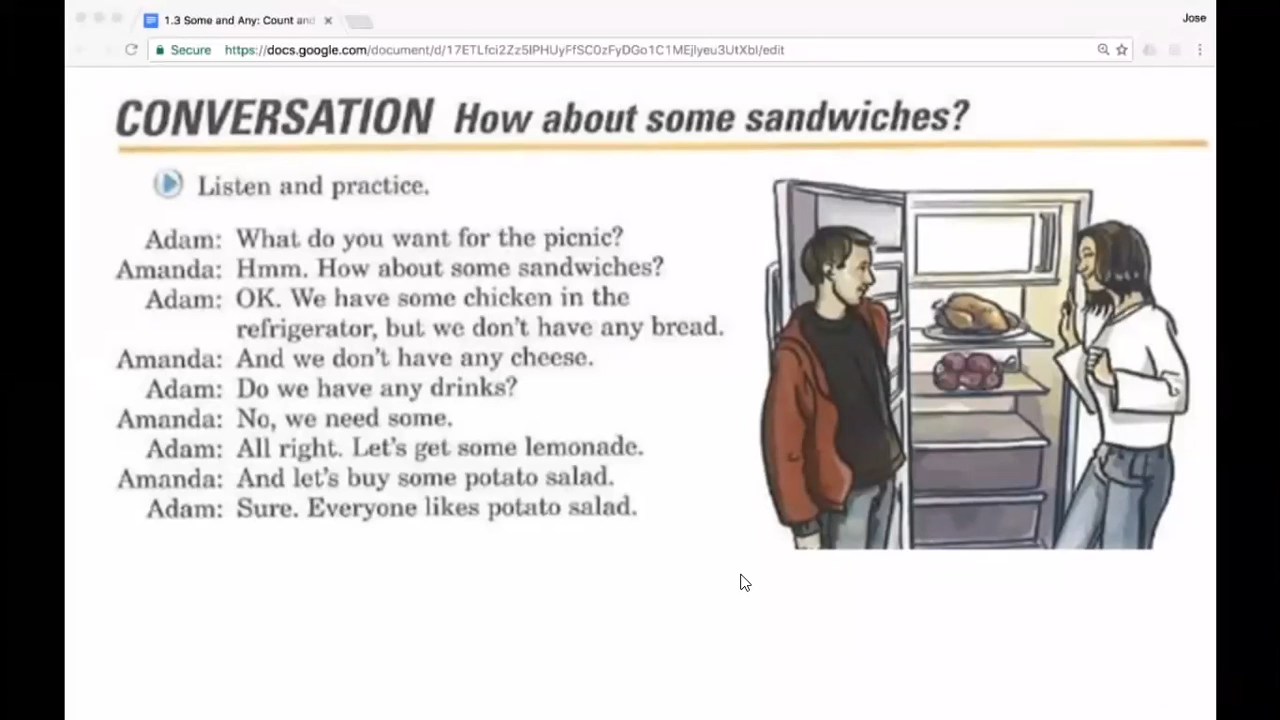 1.3 Some and Any: Count and
Jose
Secure https://docs.google.com/document/d/17ETLfci2Zz5IPHUyFfSC0zFyDGo1C1MEjlyeu3UtXbI/edit
CONVERSATION How about some sandwiches?
Listen and practice.
Adam: What do you want for the picnic?
Amanda: Hmm. How about some sandwiches?
Adam: OK. We have some chicken in the
refrigerator, but we don't have any bread.
Amanda: And we don't have any cheese.
Adam: Do we have any drinks?
Amanda: No, we need some.
Adam: All right. Let's get some lemonade.
Amanda: And let's buy some potato salad.
Adam: Sure. Everyone likes potato salad.